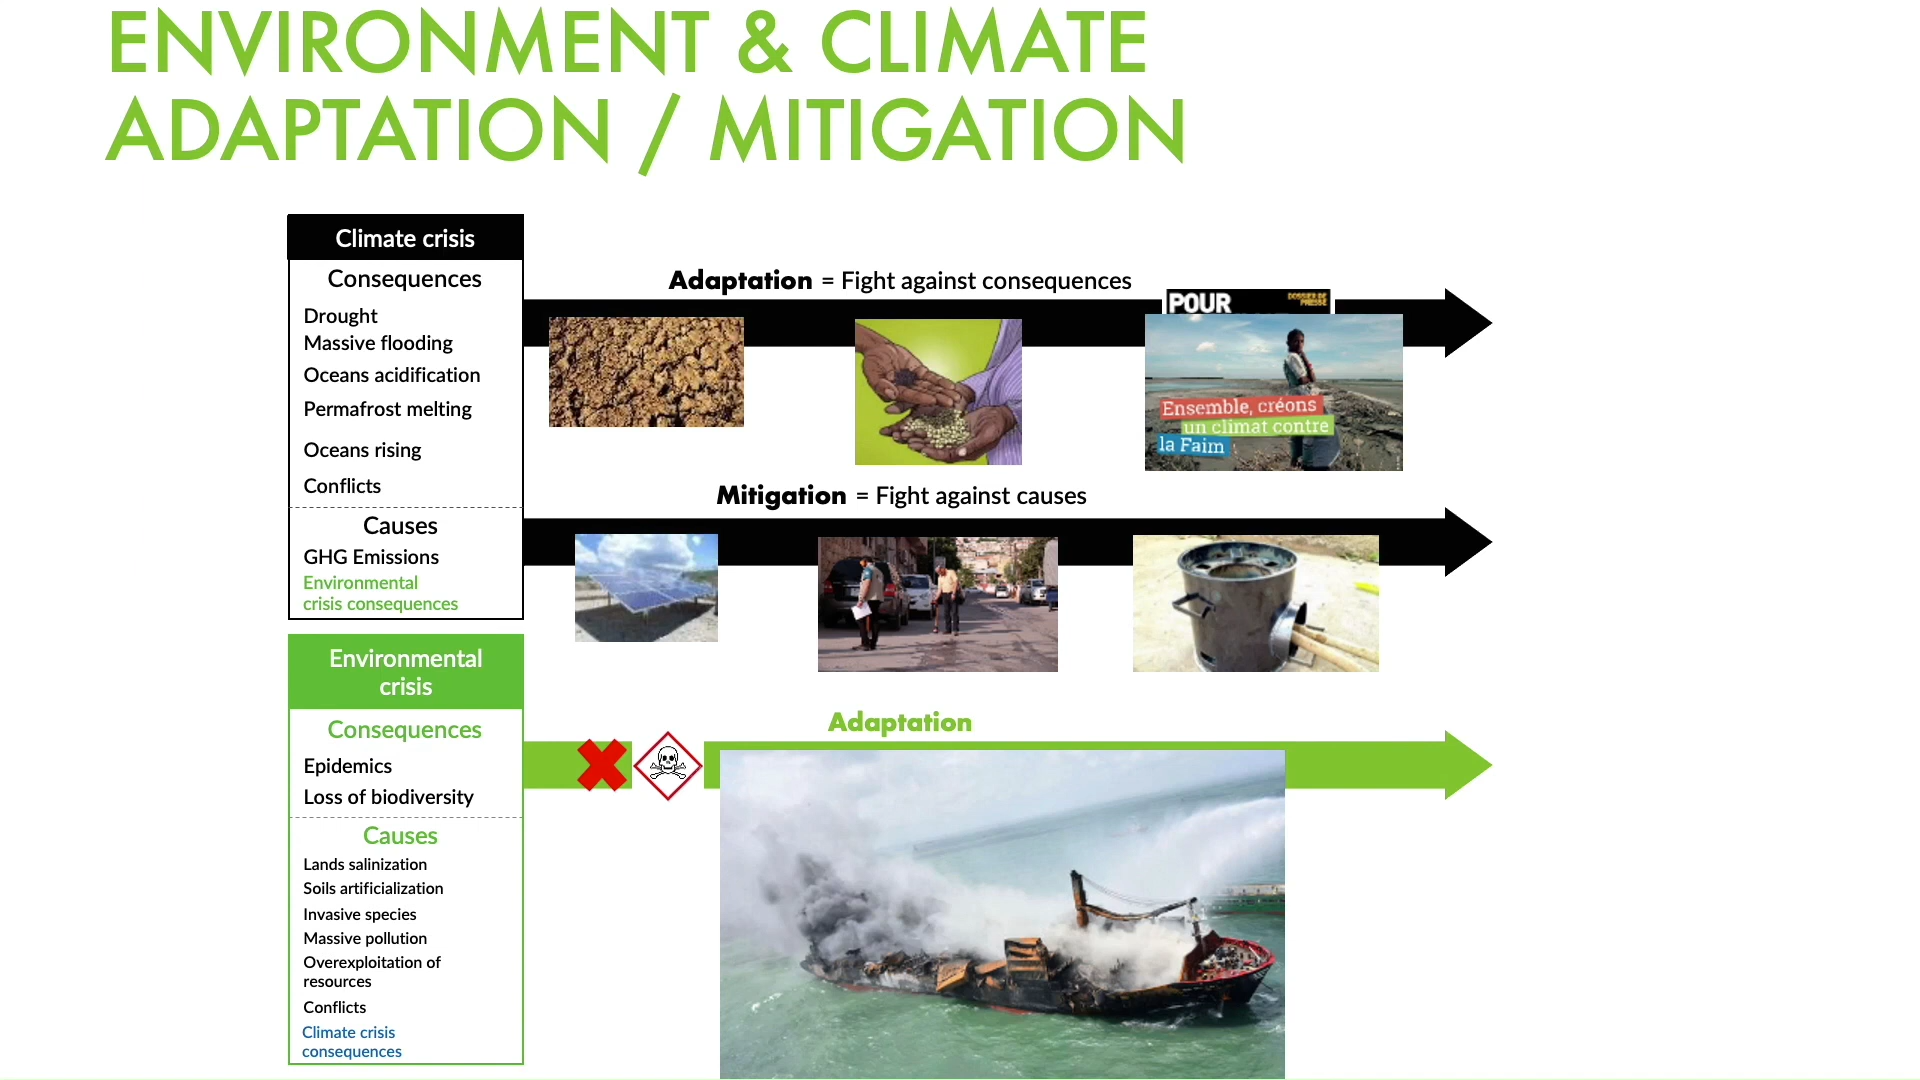 ENVIRONMENT & CLIMATE
ADAPTATION / MITIGATION
Climate crisis
Consequences
Drought
Massive flooding
Oceans acidification
Permafrost melting
Oceans rising
Conflicts
Causes
GHG Emissions
Environmental
crisis consequences
Adaptation = Fight against consequences
POUR
DOSSIER DE
PRESSE
Ensemble, créons
un climat contre
la Faim
Mitigation = Fight against causes
Environmental
crisis
Consequences
Epidemics
Loss of biodiversity
Causes
Lands salinization
Soils artificialization
Invasive species
Massive pollution
Overexploitation of
resources
Conflicts
Climate crisis
consequences
Adaptation